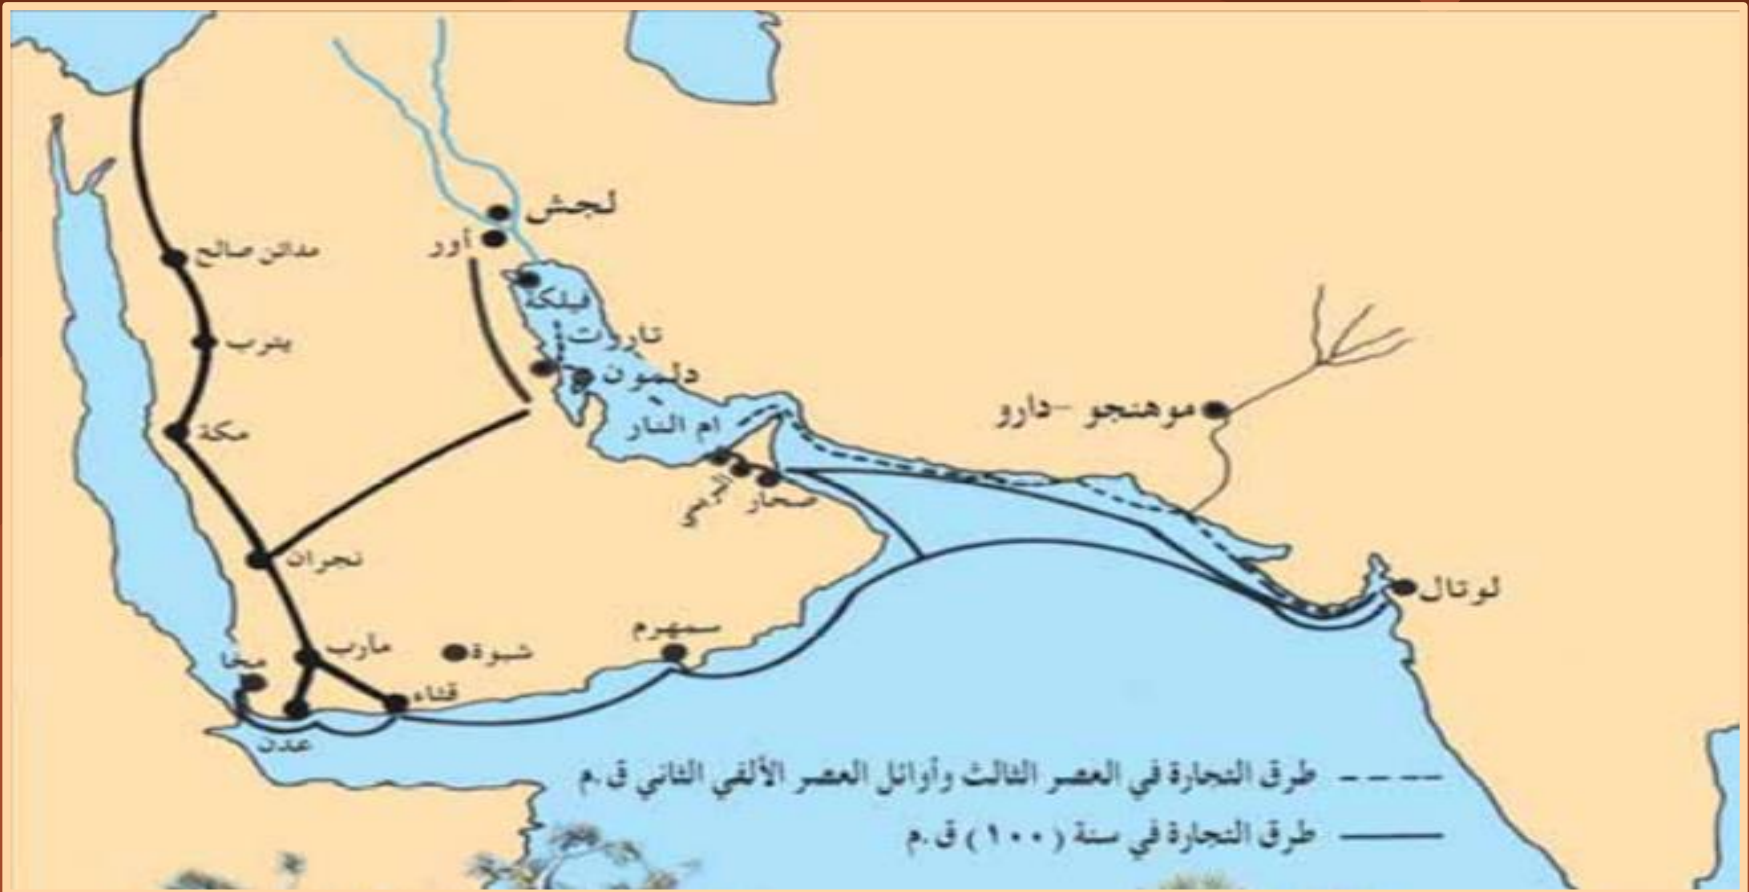 لجش
أور
مدائن صالح
فيلكة
يثرب
تاروت
دلمون
موهنجو -دارو
ام النار
مكة
صحار
نجران
لوتال
سمهرم
شبوة
مأرب
مخا
قناء
عدن
طرق التجارة في العصر الثالث وأوائل العصر الألفي الثاني ق.م
طرق التجارة في سنة (١٠٠) ق.م